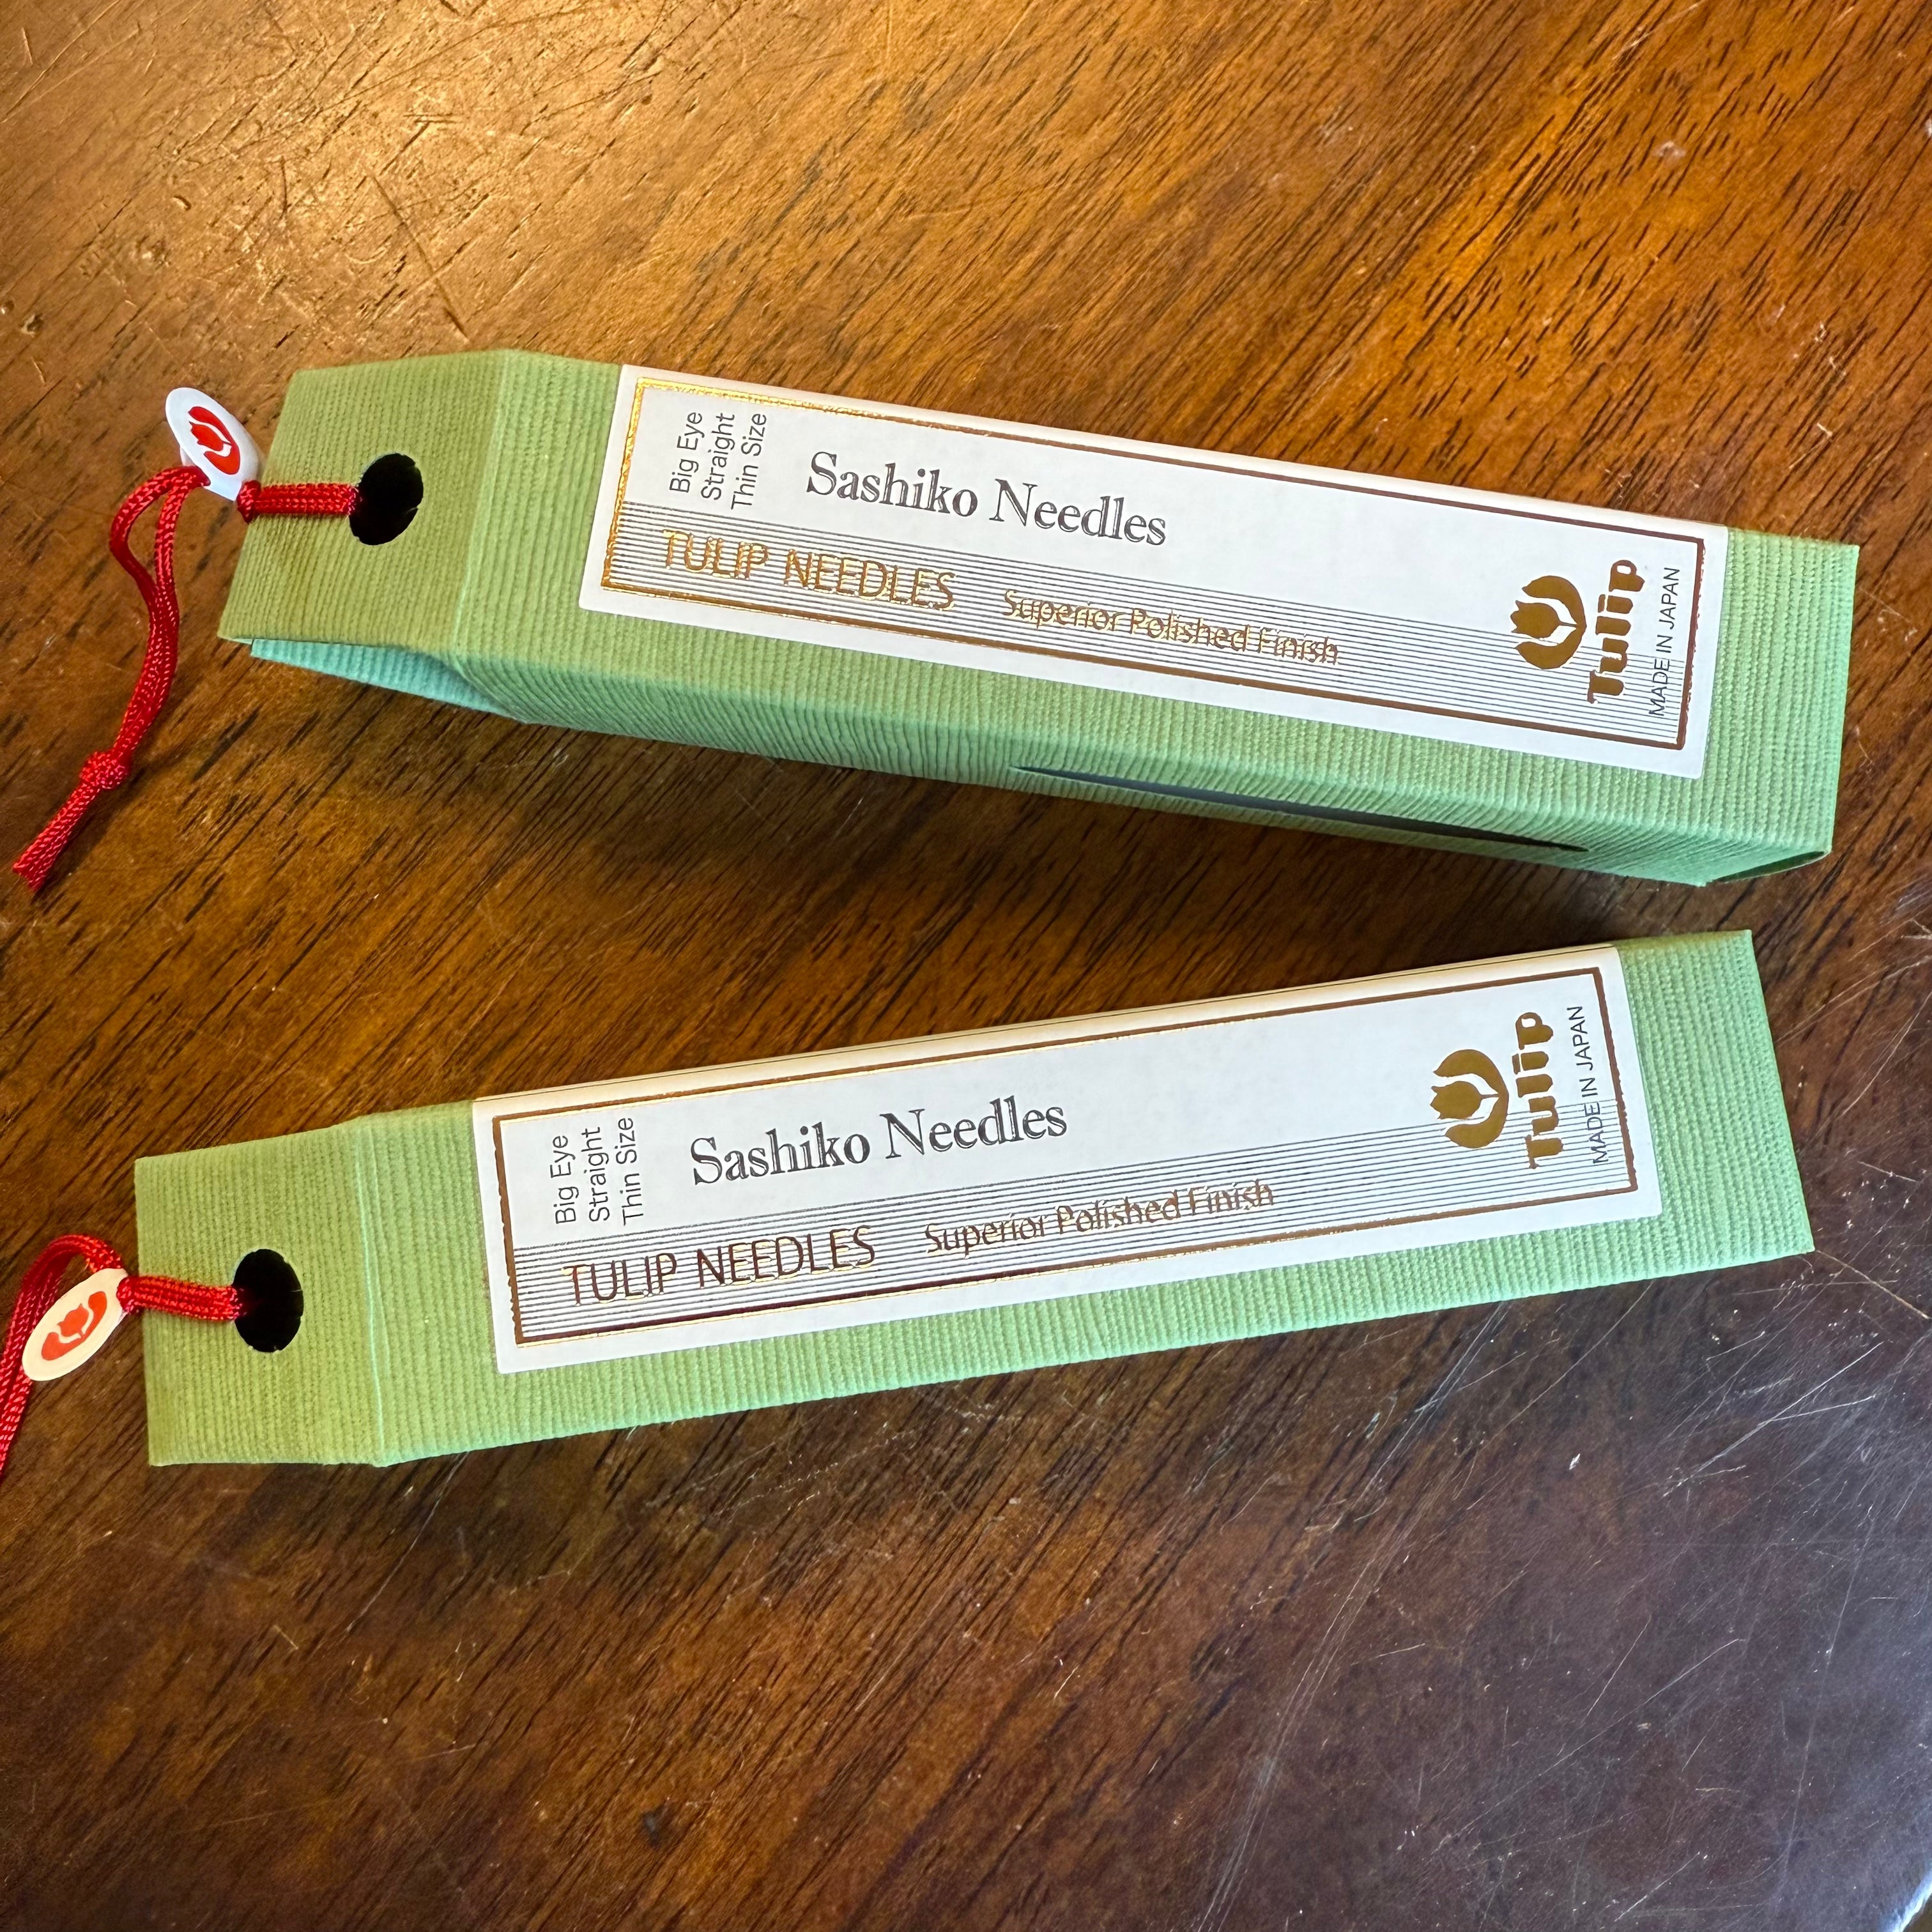 Big Eye
Straight
Thin Size
Sashiko Needles
TULIP NEEDLES Superior Polished Finish
Tulip
MADE IN JAPAN
Big Eye
Straight
Thin Size
Sashiko Needles
TULIP NEEDLES Superior Polished Finish
Tulip
MADE IN JAPAN